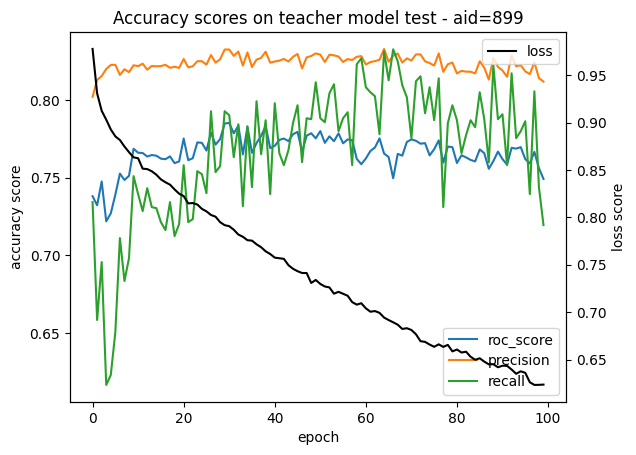 Accuracy scores on teacher model test - aid=899
loss
0.80
0.75
0.70
0.65
accuracy score
0.95
0.90
0.85
0.80
0.75
0.70
0.65
loss score
roc_score
precision
recall
0 20 40 60 80 100
epoch